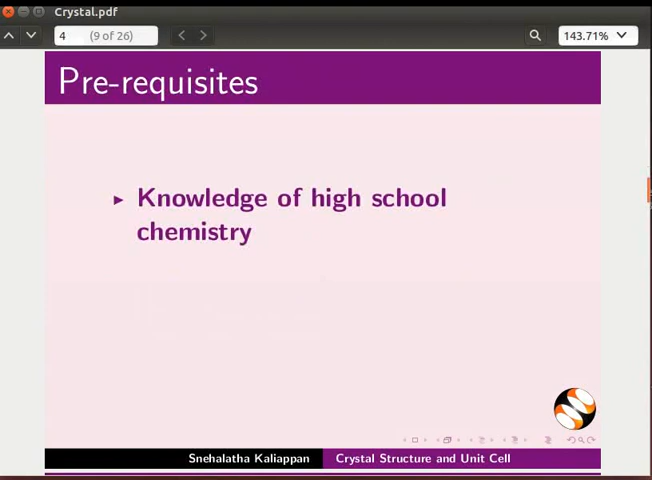 Crystal.pdf
4 (9 of 26) 143.71%
Pre-requisites
Knowledge of high school
chemistry
Snehalatha Kaliappan Crystal Structure and Unit Cell